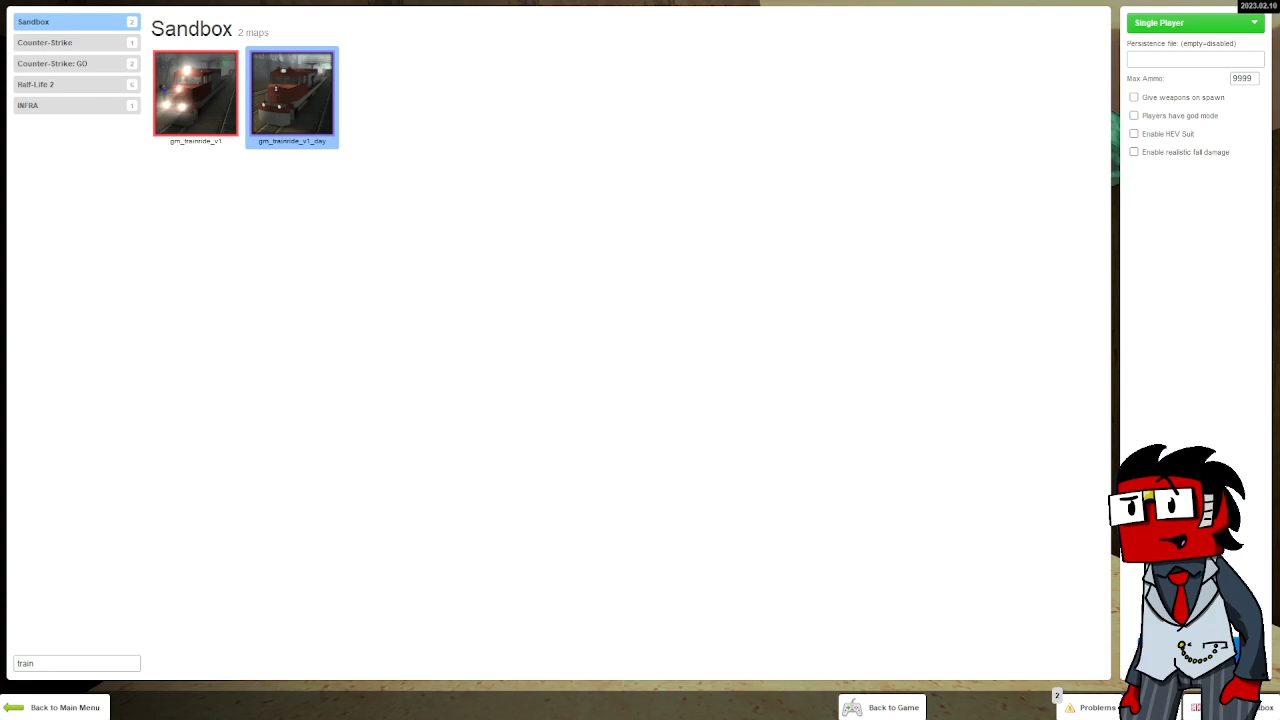 2023.02.10
Sandbox 2
Counter-Strike 1
Counter-Strike: GO 2
Half-Life 2 6
INFRA 1
Sandbox 2 maps
gm_trainride_v1
gm_trainride_v1_day
Single Player
Persistence file: (empty=disabled)
Max Ammo: 9999
Give weapons on spawn
Players have god mode
Enable HEV Suit
Enable realistic fall damage
train
Back to Main Menu
Back to Game
2
Problems
box